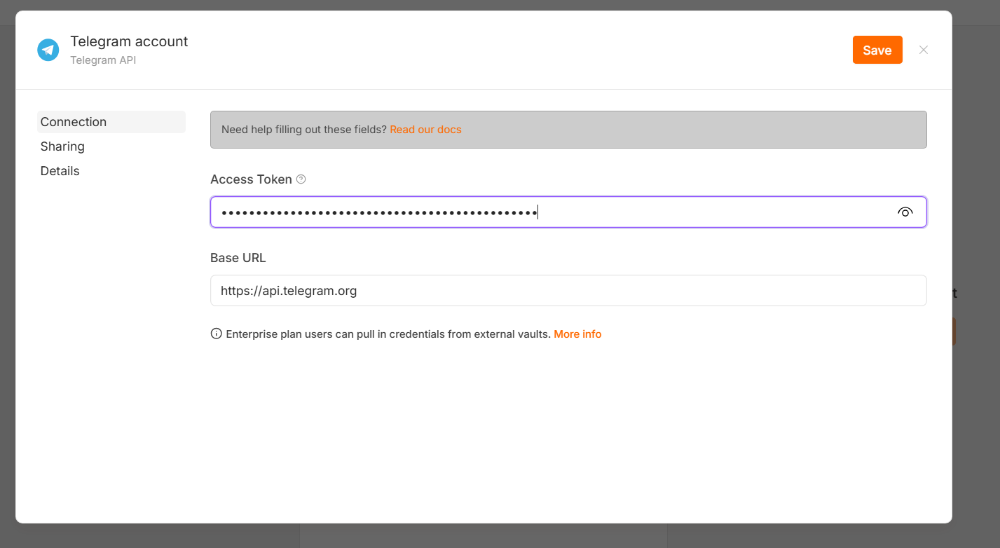 Telegram account
Telegram API
Save
Connection
Sharing
Details
Need help filling out these fields? Read our docs
Access Token
••••••••••••••••••••••••••••••••••••••••••••••
Base URL
https://api.telegram.org
Enterprise plan users can pull in credentials from external vaults. More info
t